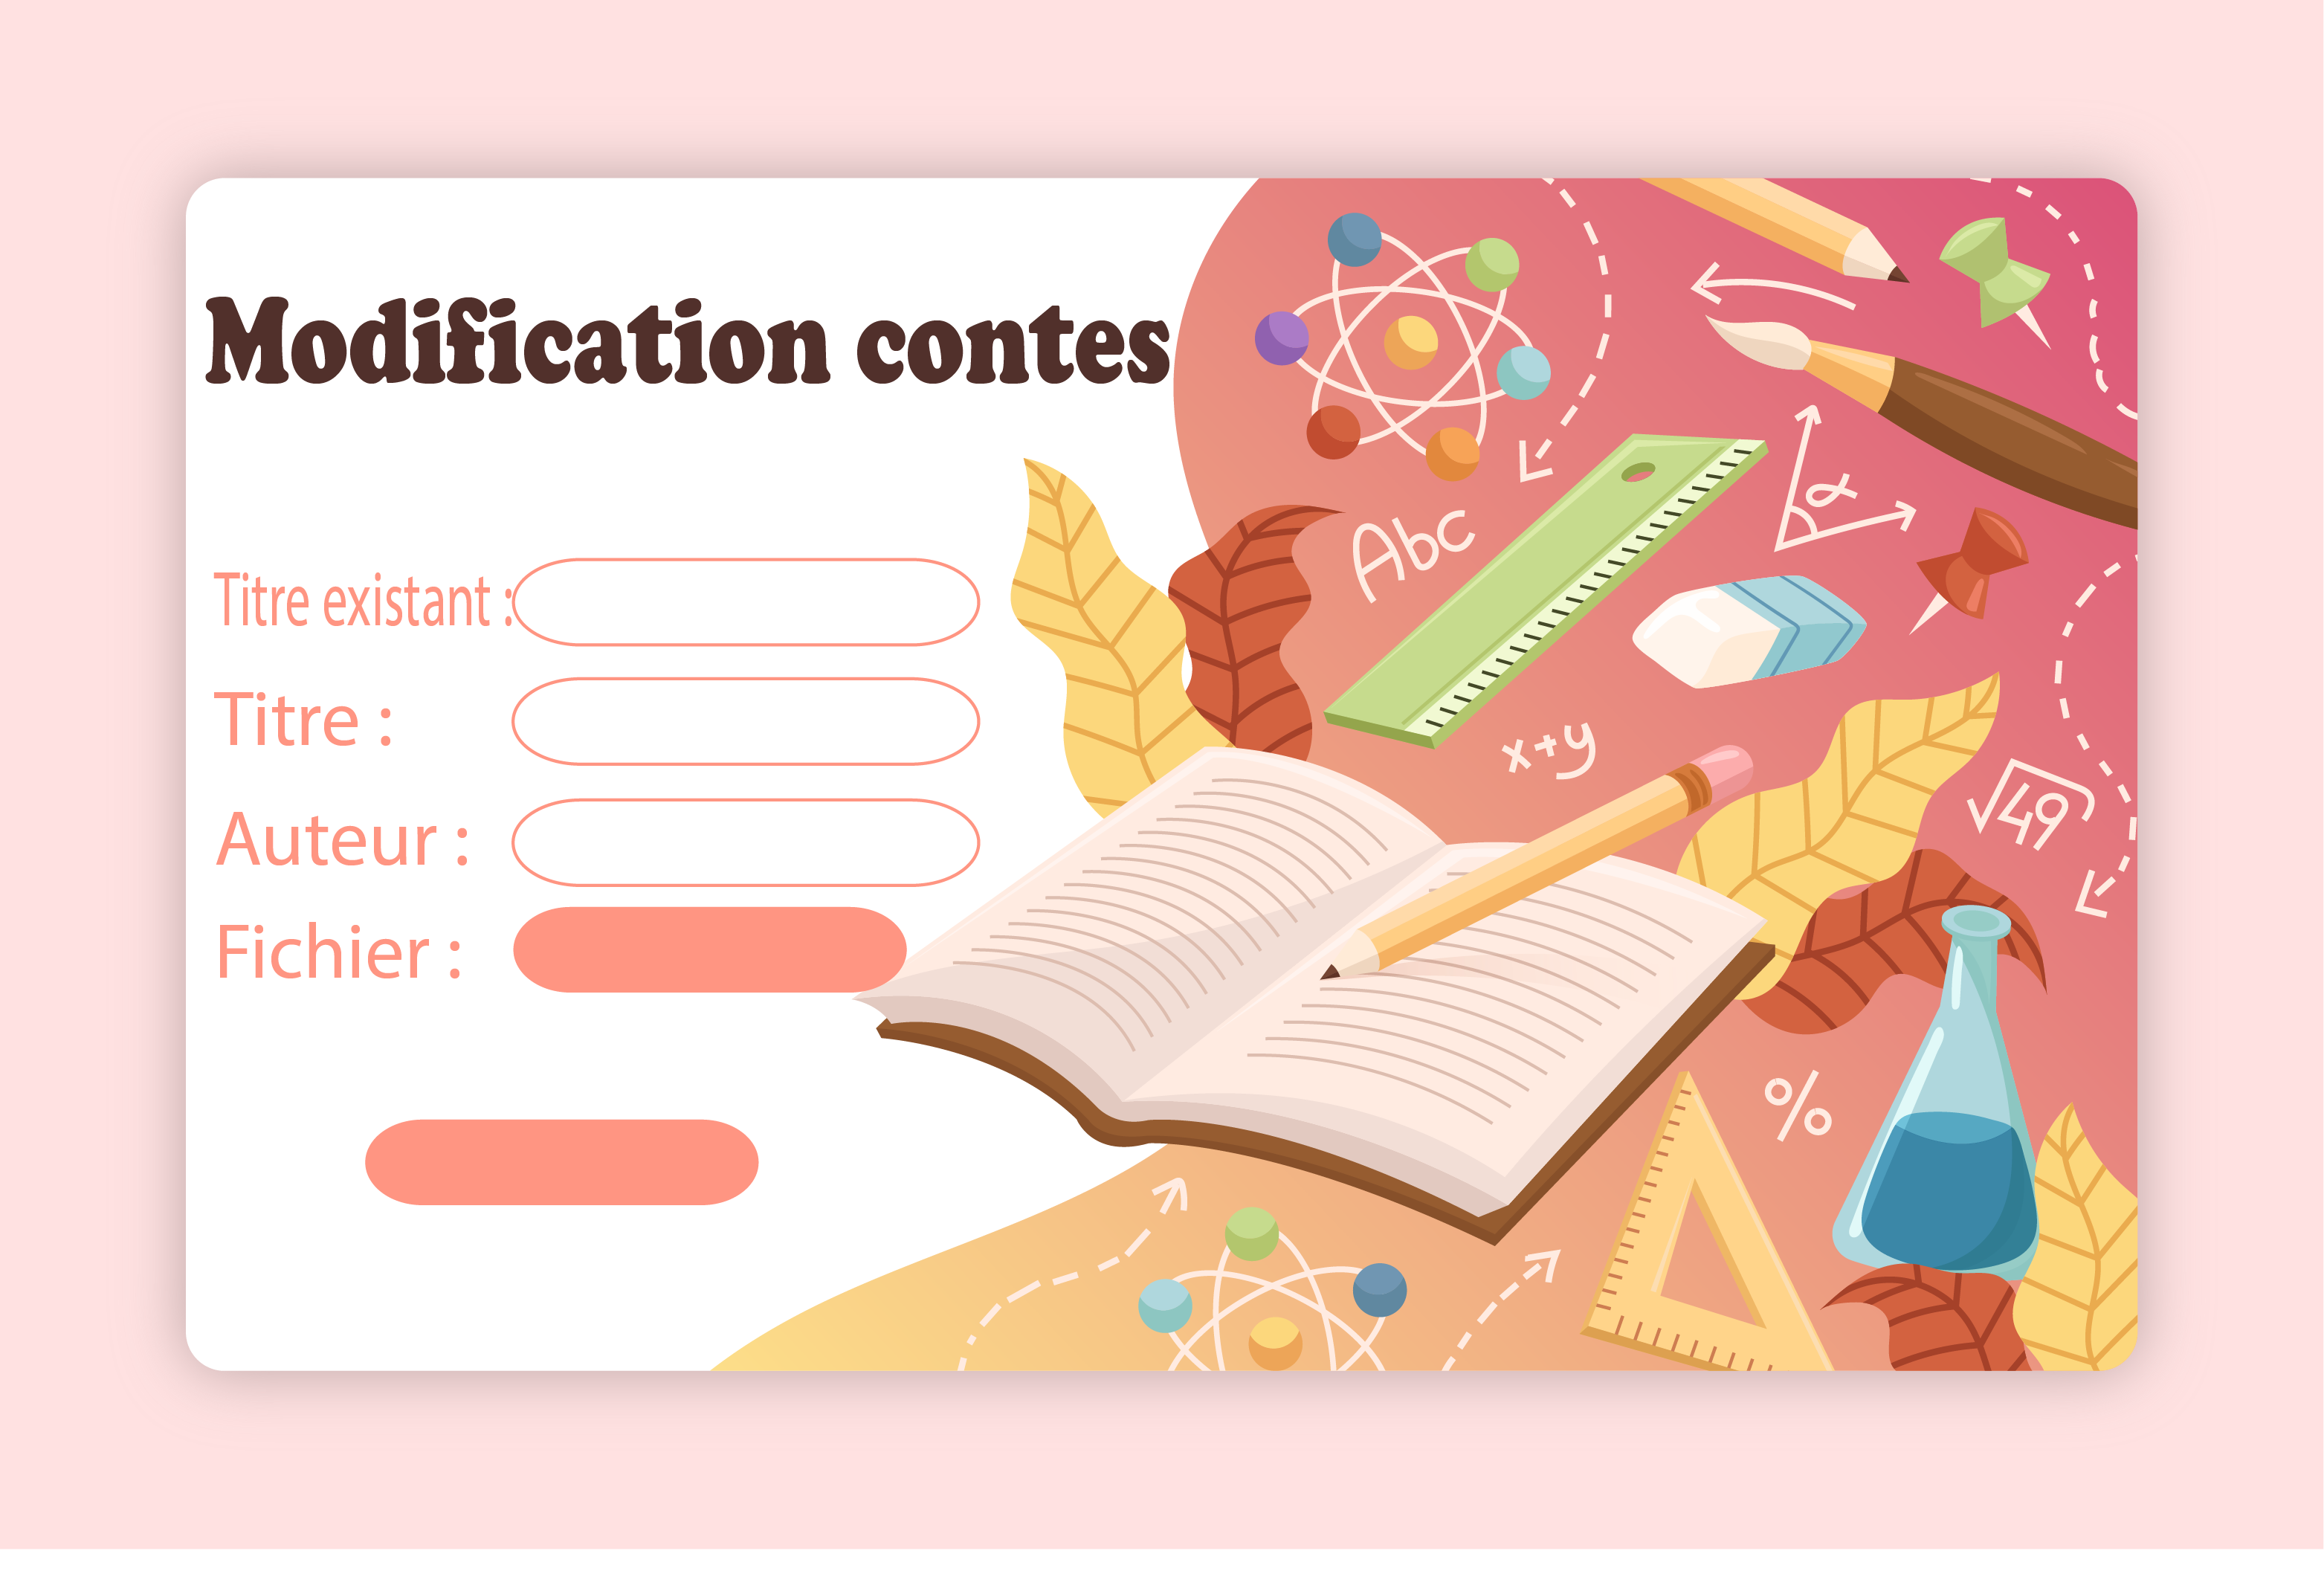 Modification contes
Titre existant :
Titre :
Auteur :
Fichier :
Abc
α
x+y
√49
%